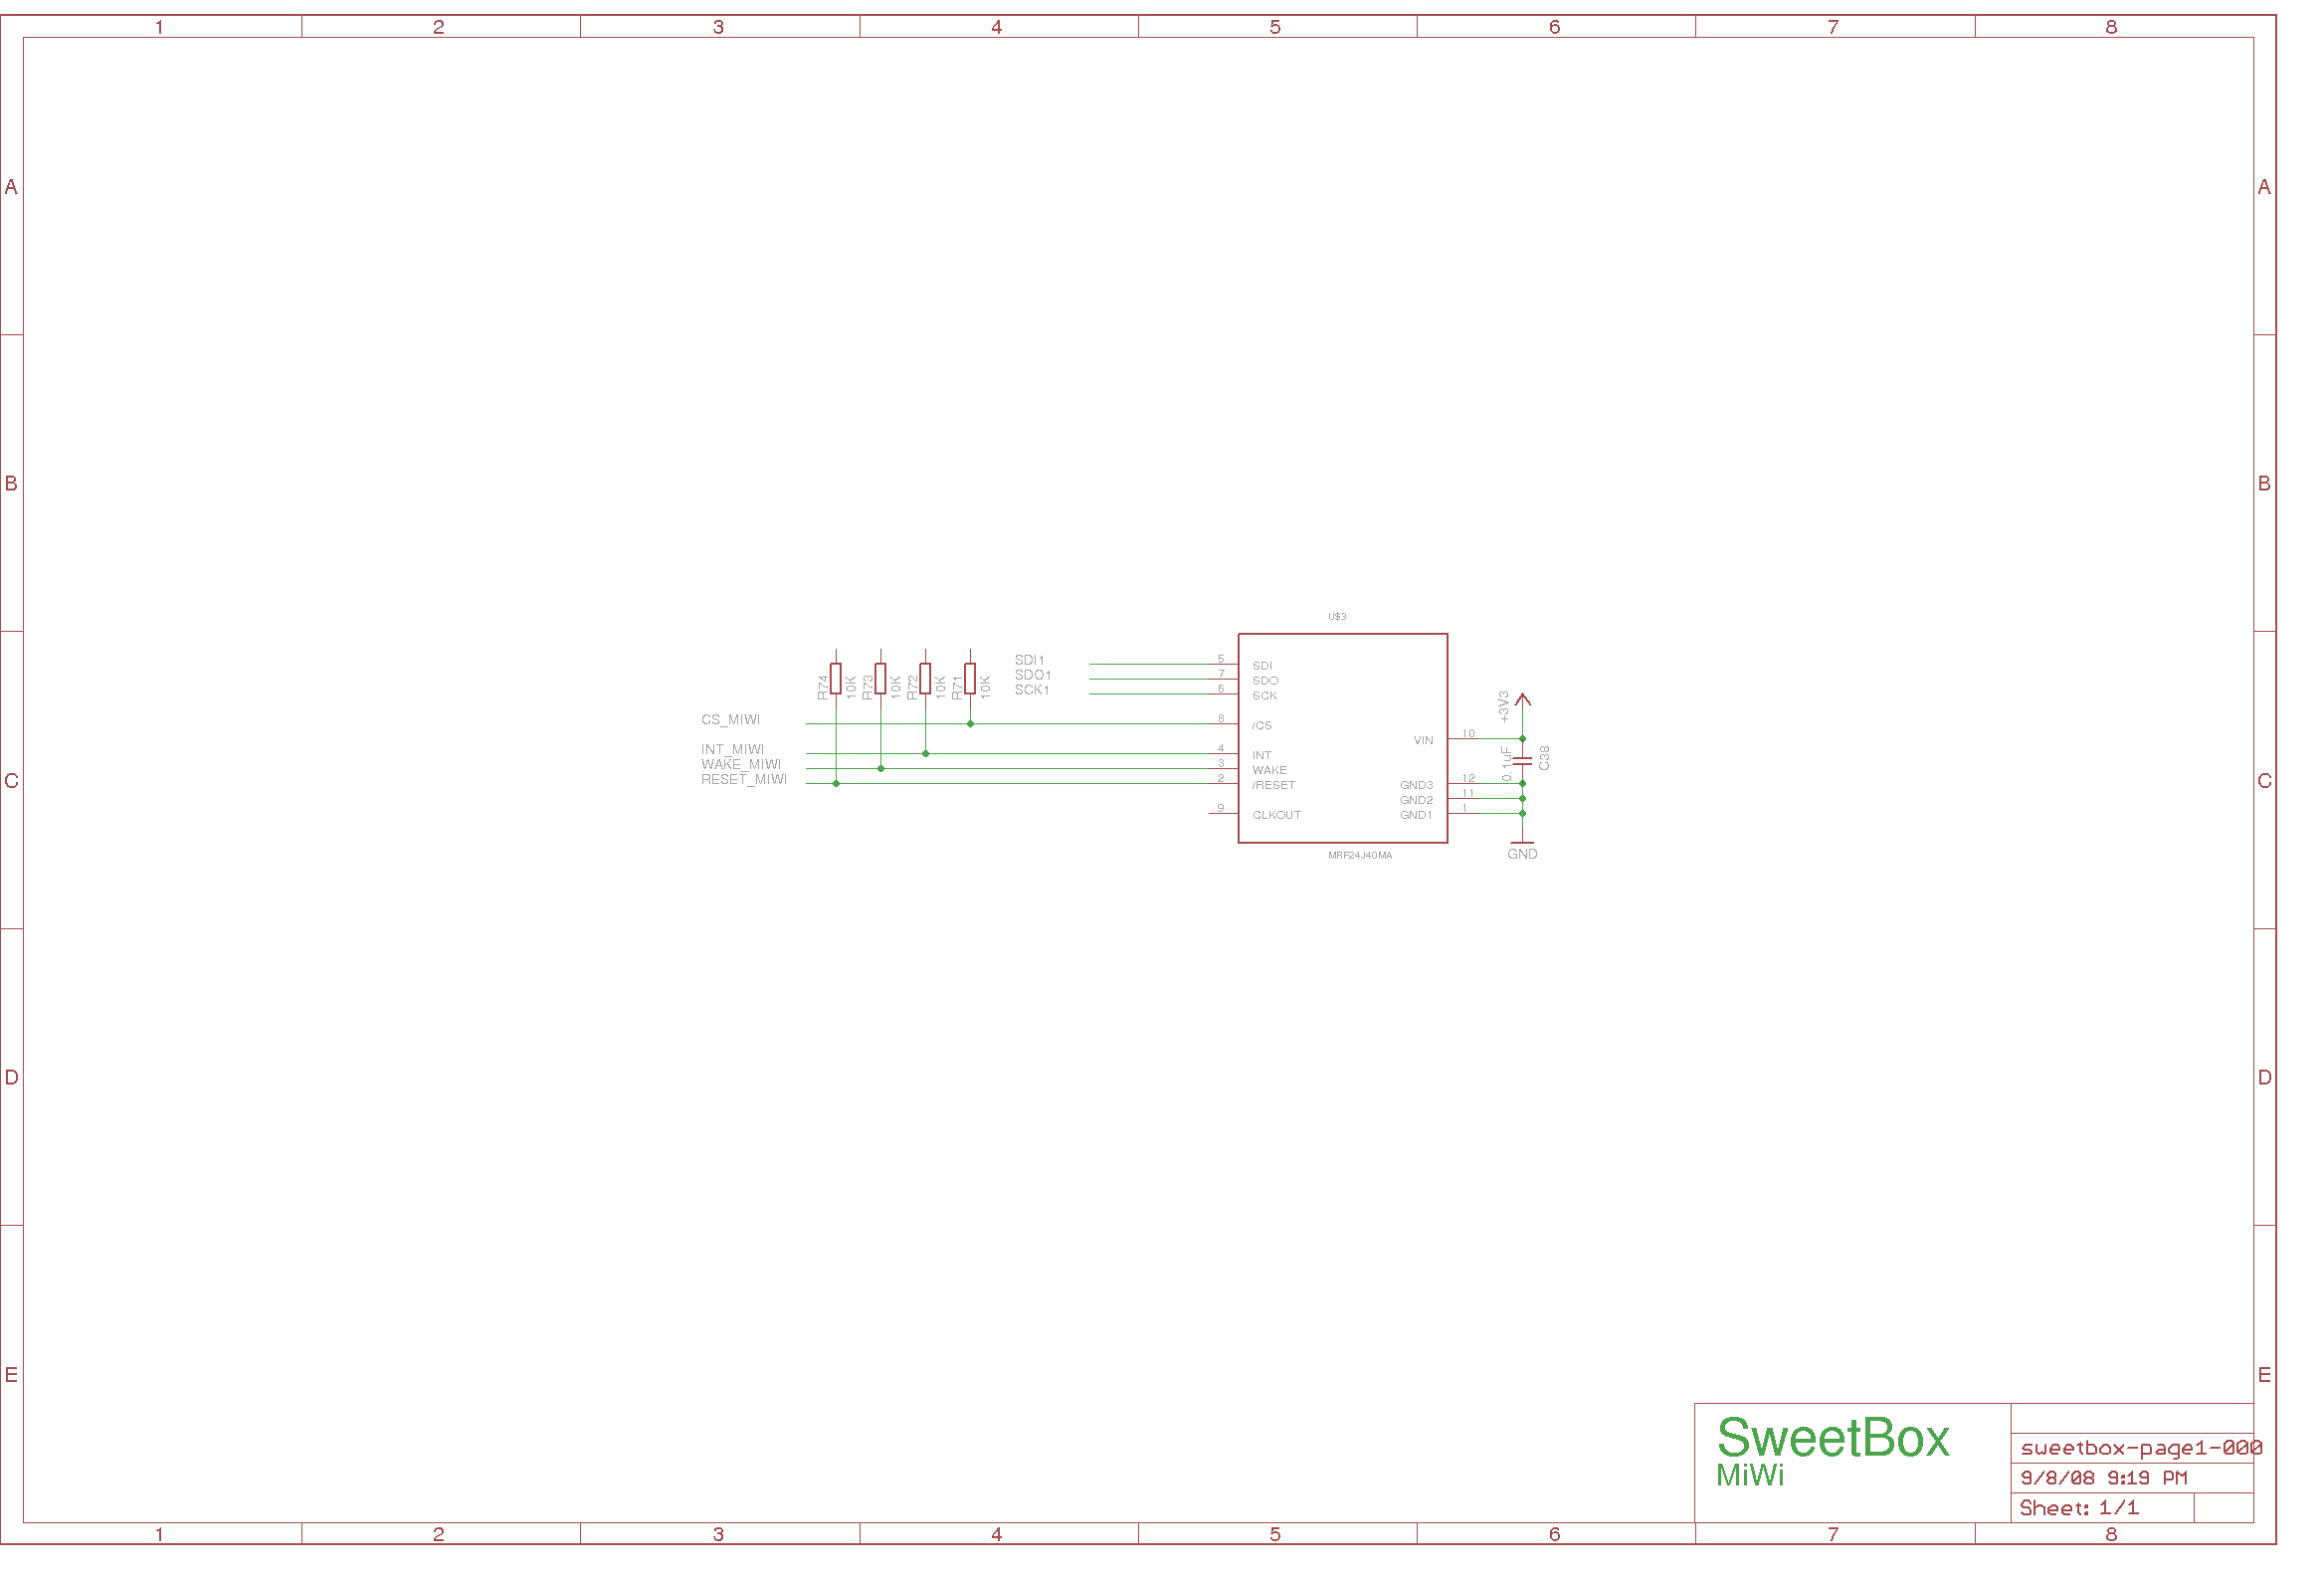 1 2 3 4 5 6 7 8
A A
B B
U$3
SDI1
SDO1
SCK1
R74 10K R73 10K R72 10K R71 10K
5 SDI
7 SDO
6 SCK
CS_MIWI 8 /CS
+3V3
10 VIN
INT_MIWI 4 INT
WAKE_MIWI 3 WAKE
RESET_MIWI 2 /RESET
0.1uF C38
12 GND3
11 GND2
1 GND1
9 CLKOUT
C C
MRF24J40MA
GND
D D
E E
SweetBox
MiWi
sweetbox-page1-000
9/8/08 9:19 PM
Sheet: 1/1
1 2 3 4 5 6 7 8